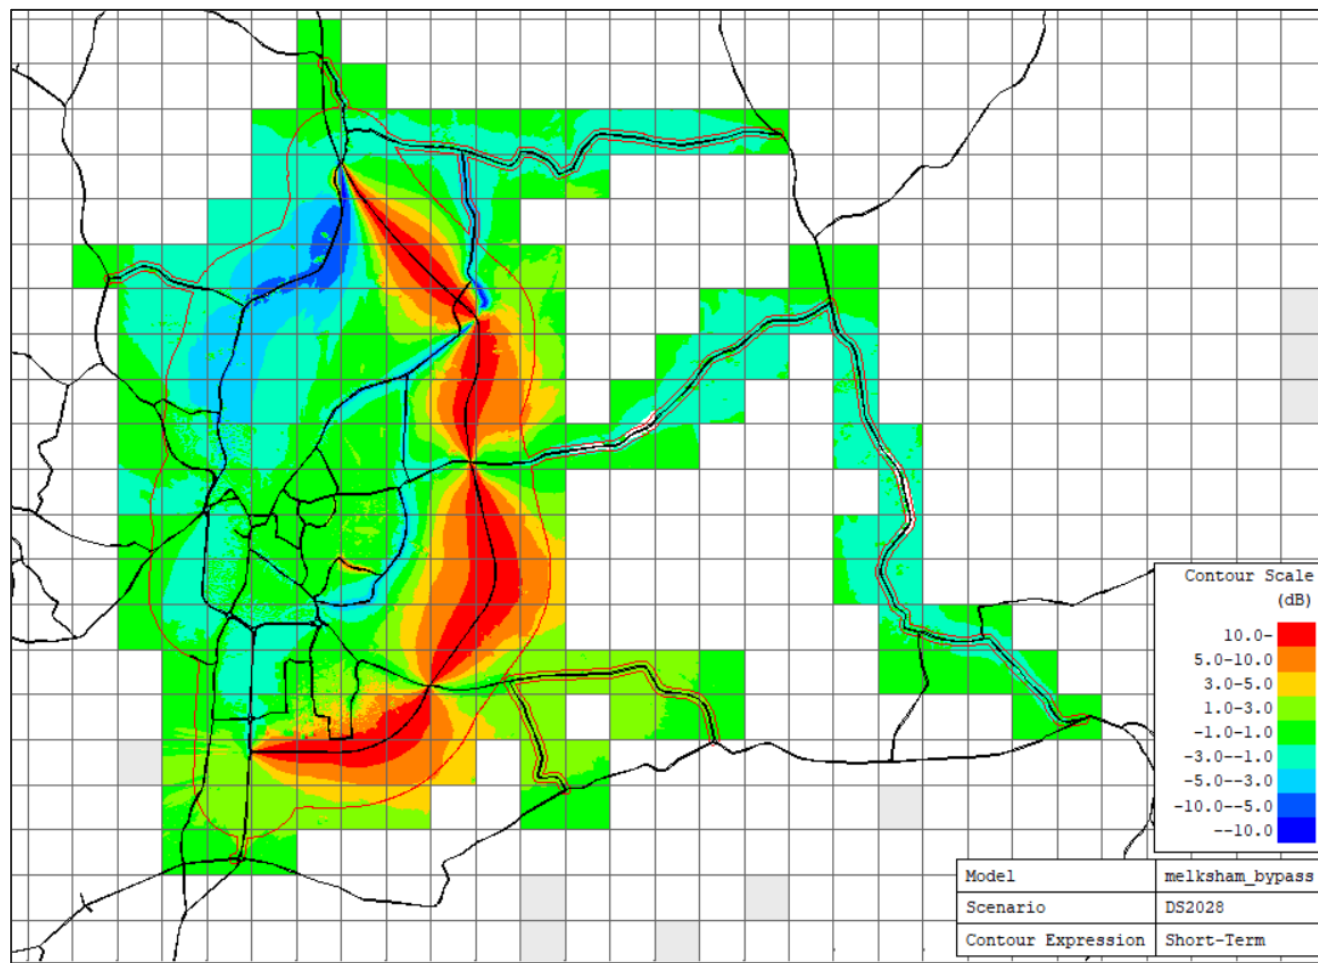 Contour Scale
(dB)
10.0-
5.0-10.0
3.0-5.0
1.0-3.0
-1.0-1.0
-3.0--1.0
-5.0--3.0
-10.0--5.0
--10.0
Model melksham_bypass
Scenario DS2028
Contour Expression Short-Term